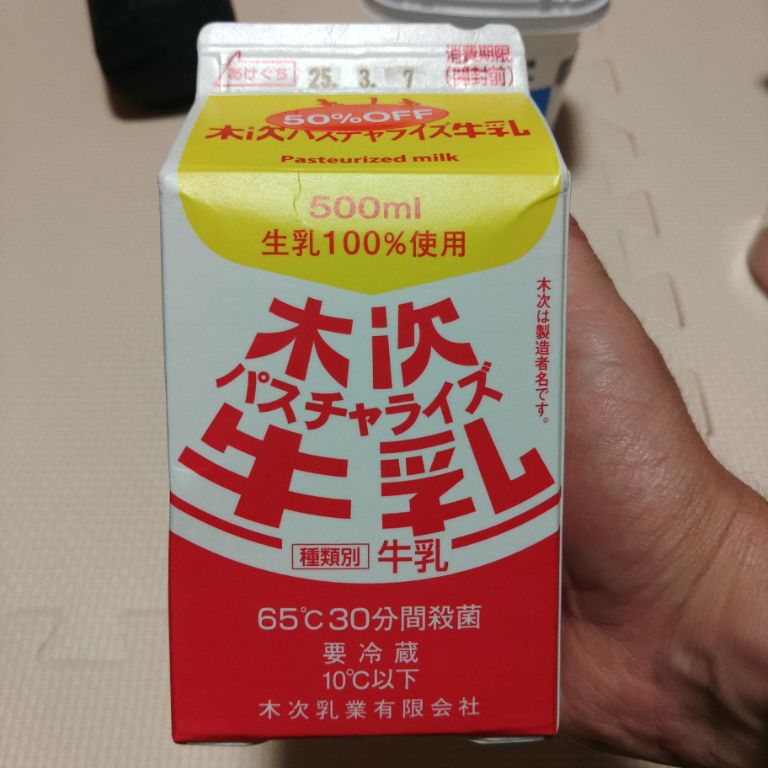 あけぐち 25. 3. 7 消費期限
(開封前)
50%OFF
木次パスチャライズ牛乳
Pasteurized milk
500ml
生乳100%使用
木次は製造者名です。
木次
パスチャライズ
牛乳
種類別 牛乳
65℃30分間殺菌
要冷蔵
10℃以下
木次乳業有限会社